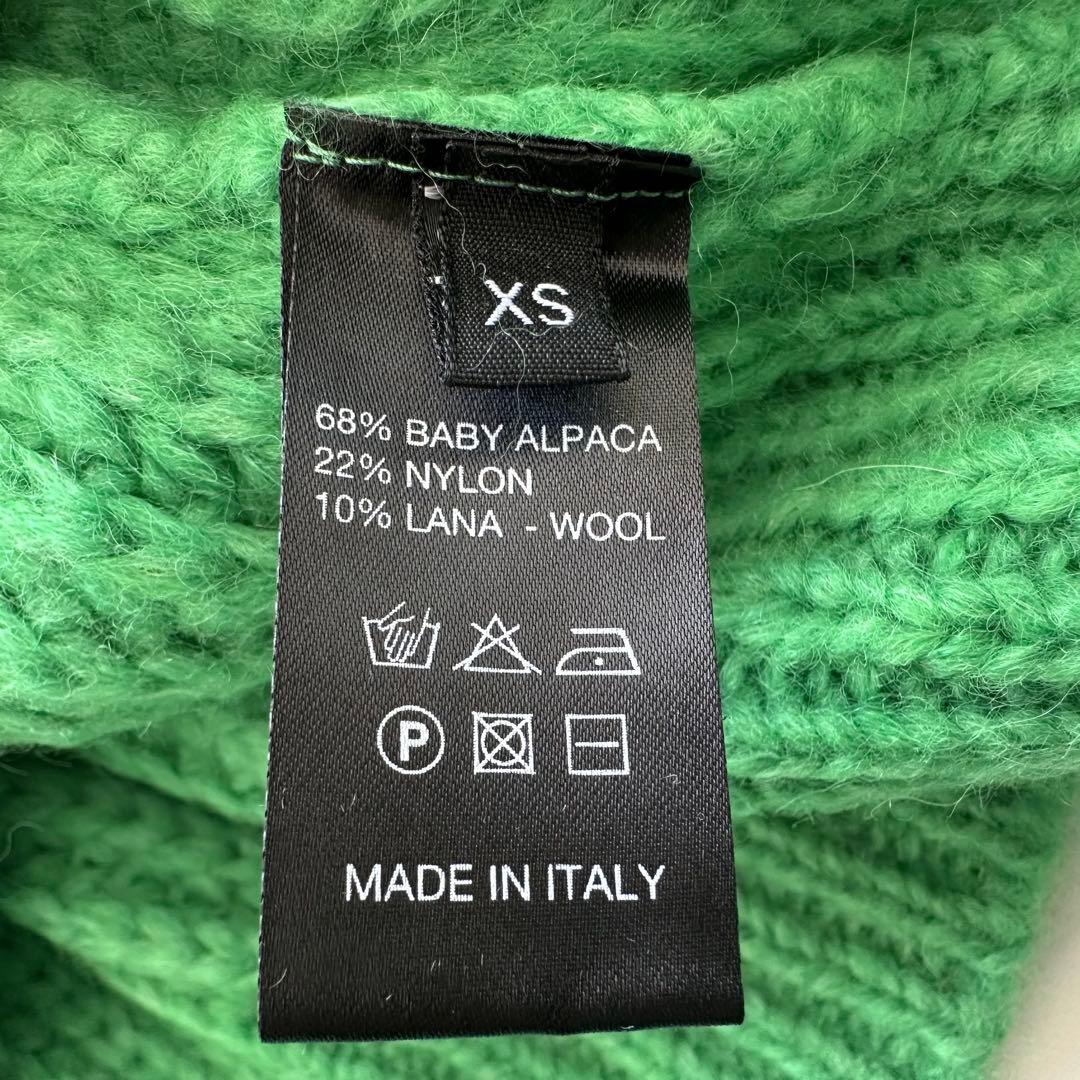 XS
68% BABY ALPACA
22% NYLON
10% LANA - WOOL
P
MADE IN ITALY